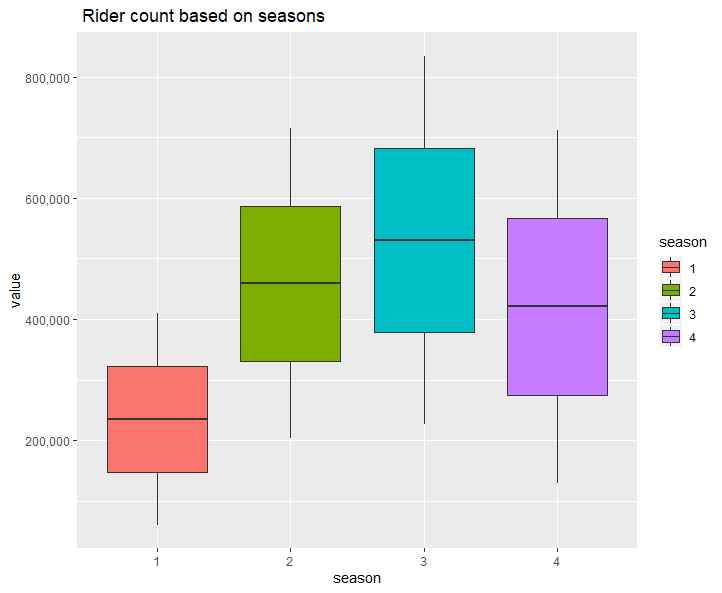 Rider count based on seasons
800,000
600,000
400,000
200,000
value
1 2 3 4
season
season
1
2
3
4